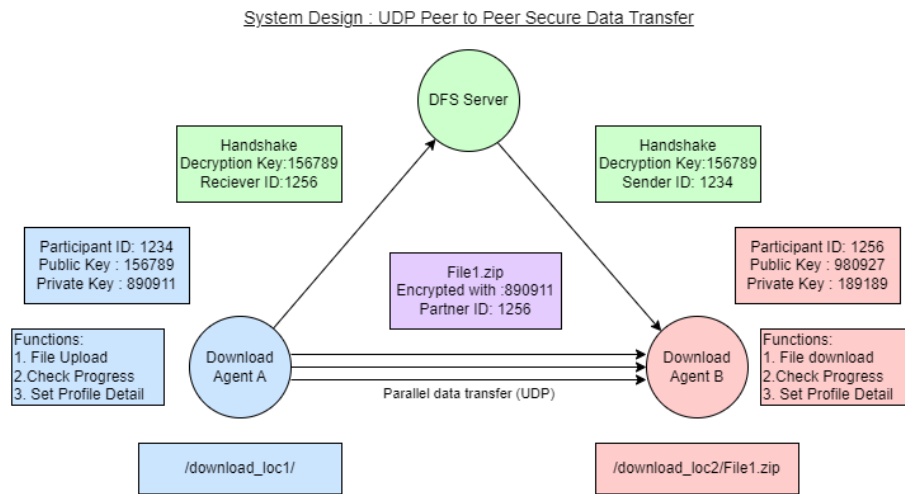 System Design : UDP Peer to Peer Secure Data Transfer
DFS Server
Handshake
Decryption Key:156789
Reciever ID:1256
Handshake
Decryption Key:156789
Sender ID: 1234
Participant ID: 1234
Public Key : 156789
Private Key : 890911
File1.zip
Encrypted with :890911
Partner ID: 1256
Participant ID: 1256
Public Key : 980927
Private Key : 189189
Functions:
1. File Upload
2.Check Progress
3. Set Profile Detail
Download
Agent A
Parallel data transfer (UDP)
Download
Agent B
Functions:
1. File download
2.Check Progress
3. Set Profile Detail
/download_loc1/
/download_loc2/File1.zip